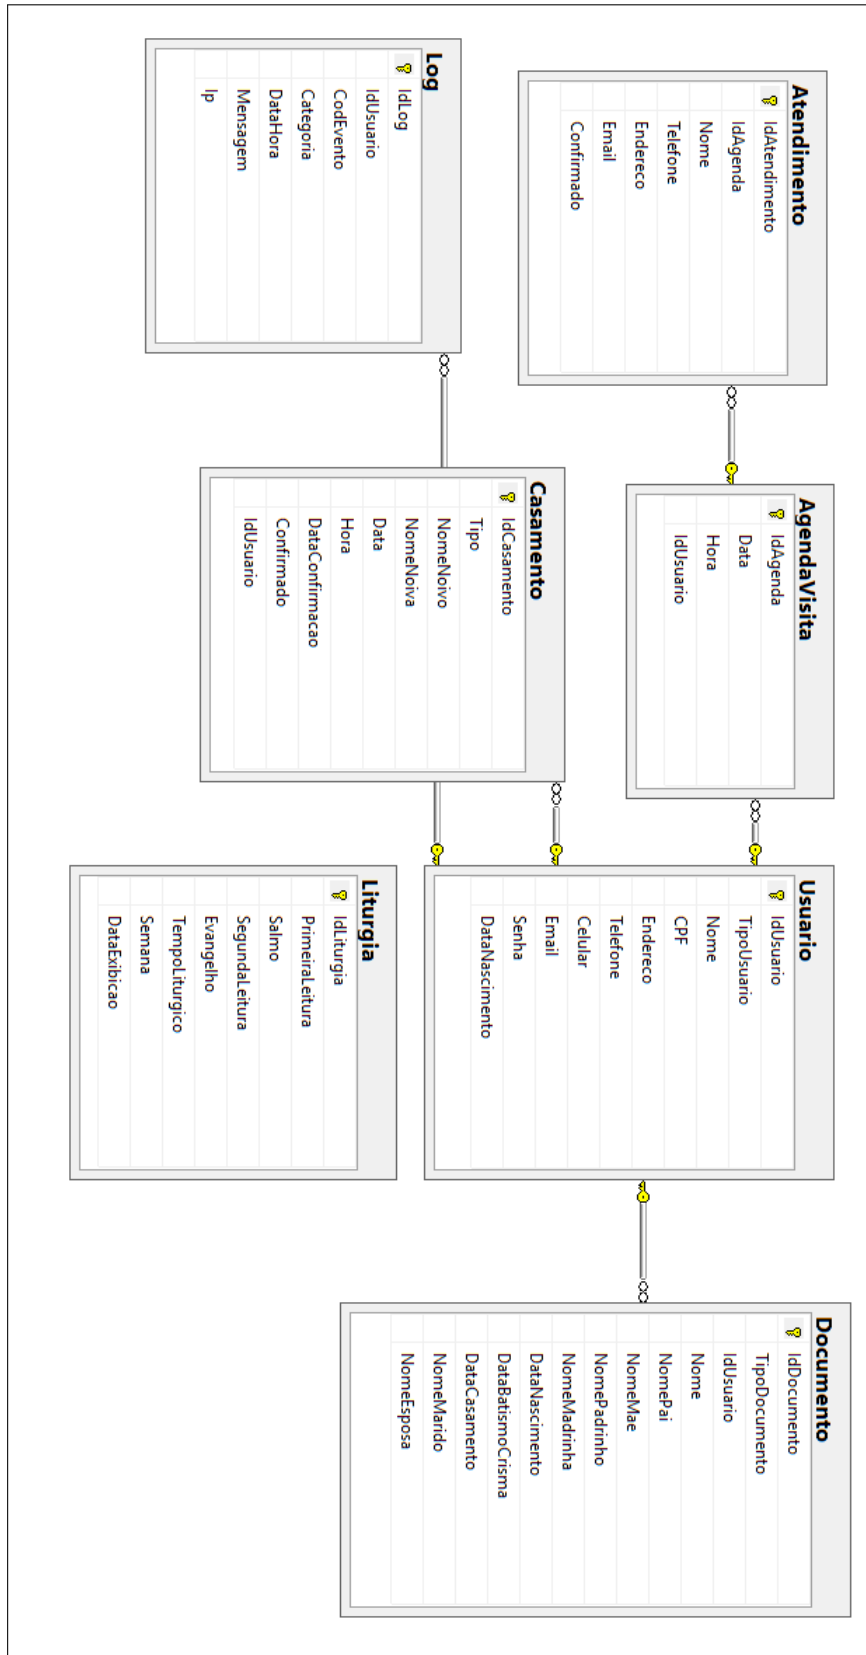 Atendimento
IdAtendimento
IdAgenda
Nome
Telefone
Endereco
Email
Confirmado
AgendaVisita
IdAgenda
Data
Hora
IdUsuario
Usuario
IdUsuario
TipoUsuario
Nome
CPF
Endereco
Telefone
Celular
Email
Senha
DataNascimento
Documento
IdDocumento
TipoDocumento
IdUsuario
Nome
NomePai
NomeMae
NomePadrinho
NomeMadrinha
DataNascimento
DataBatismoCrisma
DataCasamento
NomeMarido
NomeEsposa
Log
IdLog
IdUsuario
CodEvento
Categoria
DataHora
Mensagem
Ip
Casamento
IdCasamento
Tipo
NomeNoivo
NomeNoiva
Data
Hora
DataConfirmacao
Confirmado
IdUsuario
Liturgia
IdLiturgia
PrimeiraLeitura
Salmo
SegundaLeitura
Evangelho
TempoLiturgico
Semana
DataExibicao